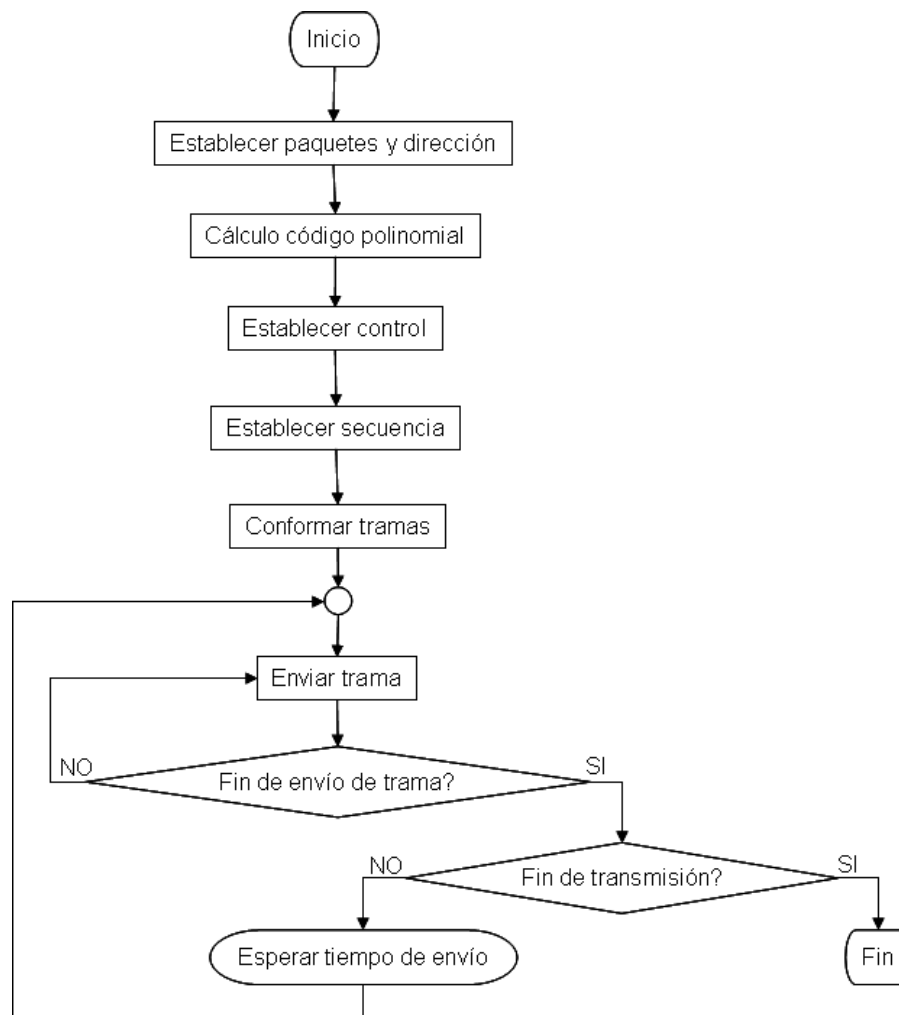 Inicio
Establecer paquetes y dirección
Cálculo código polinomial
Establecer control
Establecer secuencia
Conformar tramas
Enviar trama
NO
Fin de envío de trama?
SI
NO
Fin de transmisión?
SI
Esperar tiempo de envío
Fin